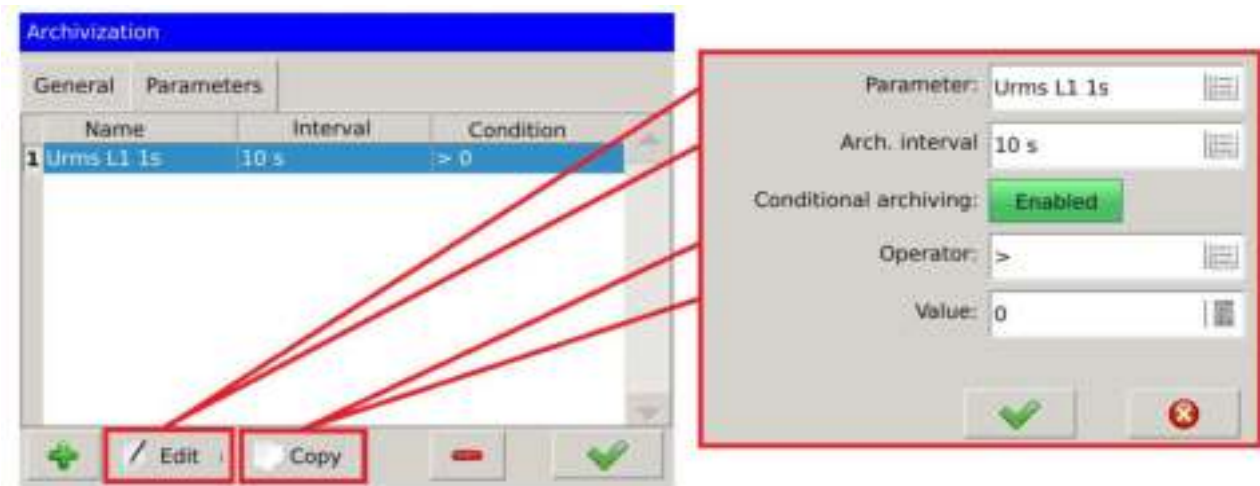 Archivization
General Parameters
Name Interval Condition
1 Urms L1 1s 10 s > 0
Edit Copy
Parameter: Urms L1 1s
Arch. interval 10 s
Conditional archiving: Enabled
Operator: >
Value: 0